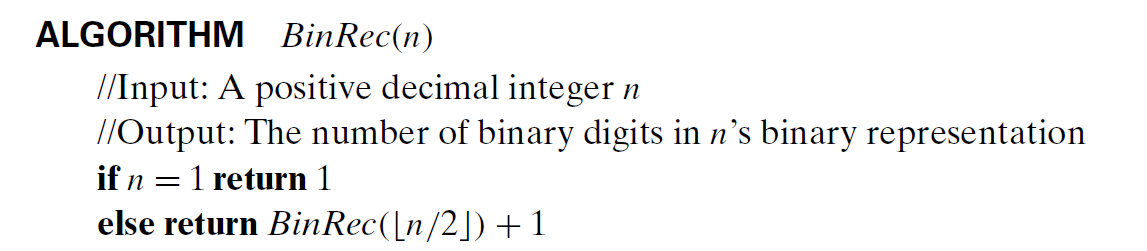 ALGORITHM BinRec(n)
//Input: A positive decimal integer n
//Output: The number of binary digits in n’s binary representation
if n = 1 return 1
else return BinRec(⌊n/2⌋) + 1